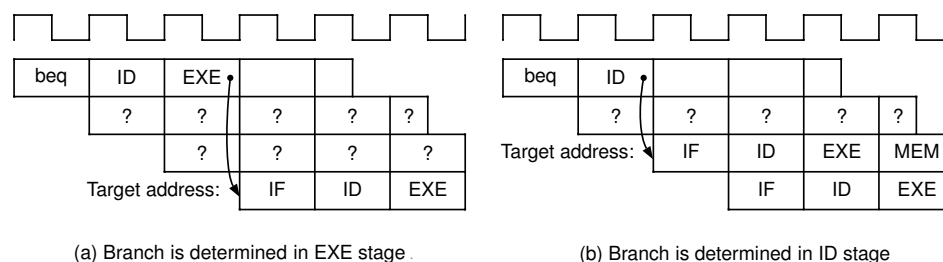 beq ID EXE
? ? ? ? ?
? ? ? ?
Target address: IF ID EXE
(a) Branch is determined in EXE stage
beq ID
? ? ? ? ?
Target address: IF ID EXE MEM
IF ID EXE
(b) Branch is determined in ID stage